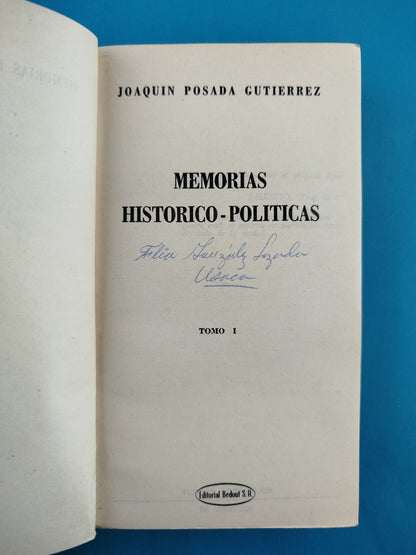 JOAQUIN POSADA GUTIERREZ
MEMORIAS
HISTORICO-POLITICAS
TOMO I
Editorial Bedout S. A.